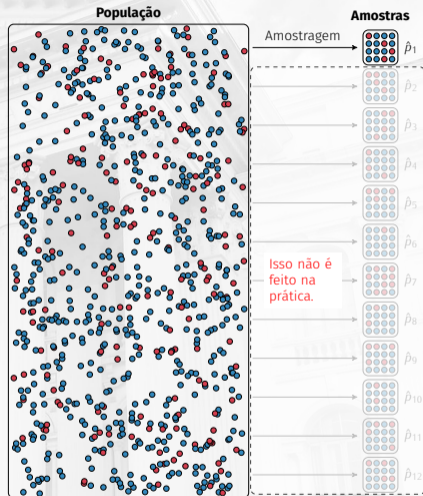 População
Amostras
Amostragem
p̂₁
p̂₂
p̂₃
p̂₄
p̂₅
p̂₆
Isso não é
feito na
prática.
p̂₇
p̂₈
p̂₉
p̂₁₀
p̂₁₁
p̂₁₂